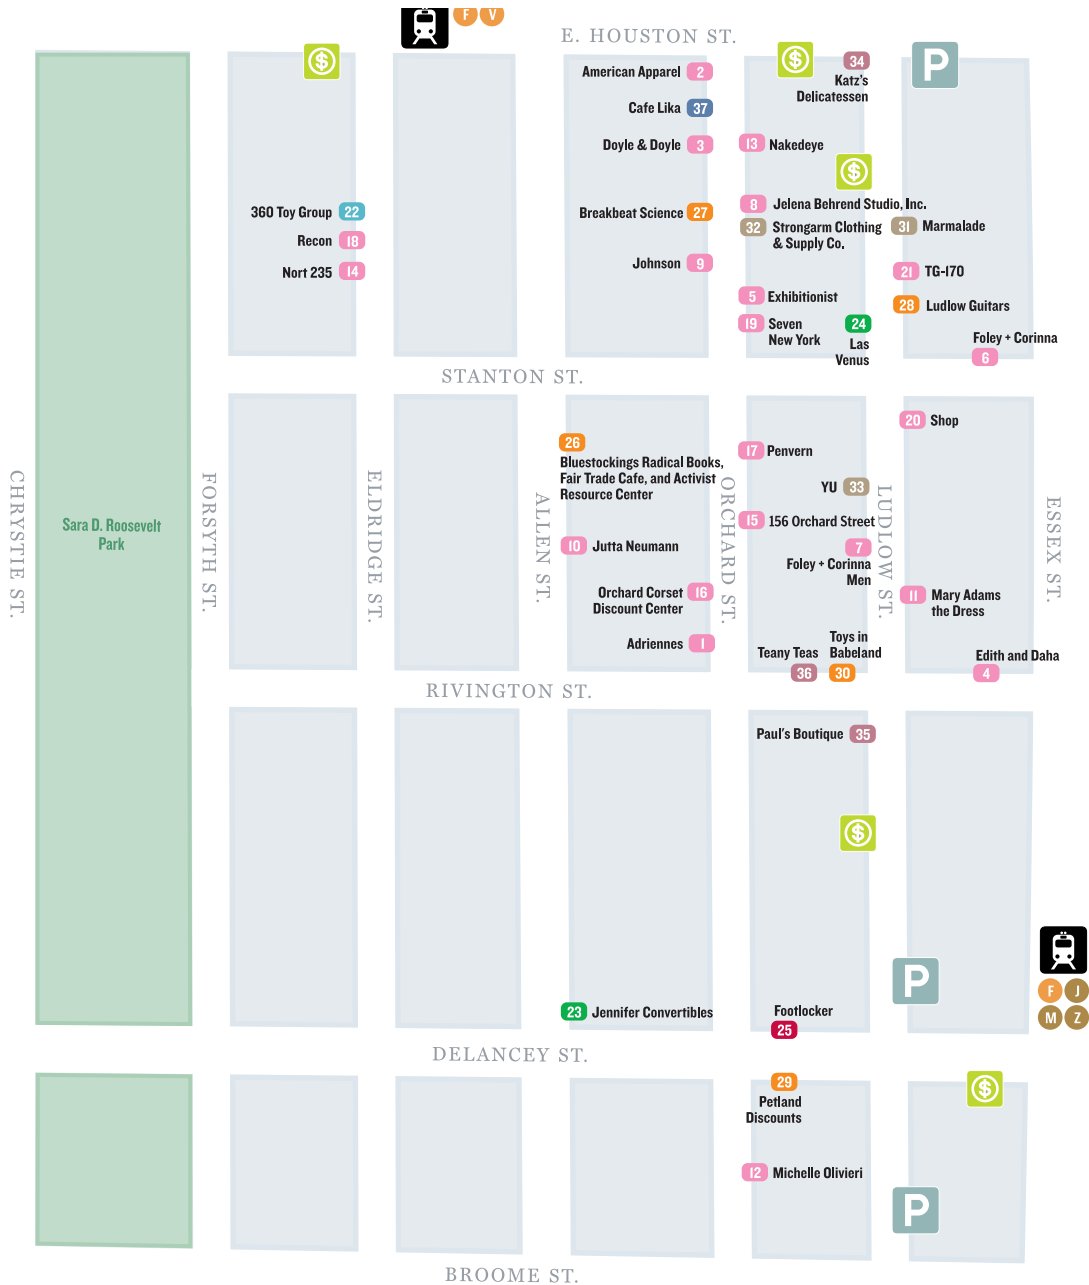 F V
E. HOUSTON ST.
$
$
34
P
American Apparel 2
Katz's
Delicatessen
Cafe Lika 37
Doyle & Doyle 3
13 Nakedeye
$
360 Toy Group 22
Breakbeat Science 27
8 Jelena Behrend Studio, Inc.
32 Strongarm Clothing
& Supply Co.
31 Marmalade
Recon 18
Nort 235 14
Johnson 9
21 TG-170
5 Exhibitionist
28 Ludlow Guitars
19 Seven
New York
24
Las
Venus
Foley + Corinna
6
STANTON ST.
26
Bluestockings Radical Books,
Fair Trade Cafe, and Activist
Resource Center
17 Penvern
20 Shop
YU 33
CHRYSTIE ST.
Sara D. Roosevelt
Park
FORSYTH ST.
ELDRIDGE ST.
ALLEN ST.
ORCHARD ST.
LUDLOW ST.
ESSEX ST.
15 156 Orchard Street
10 Jutta Neumann
7
Foley + Corinna
Men
Orchard Corset
Discount Center
16
11 Mary Adams
the Dress
Adriennes 1
Teany Teas
36
Toys in
Babeland
30
Edith and Daha
4
RIVINGTON ST.
Paul's Boutique 35
$
P
F J
M Z
23 Jennifer Convertibles
Footlocker
25
DELANCEY ST.
29
Petland
Discounts
$
12 Michelle Olivieri
P
BROOME ST.